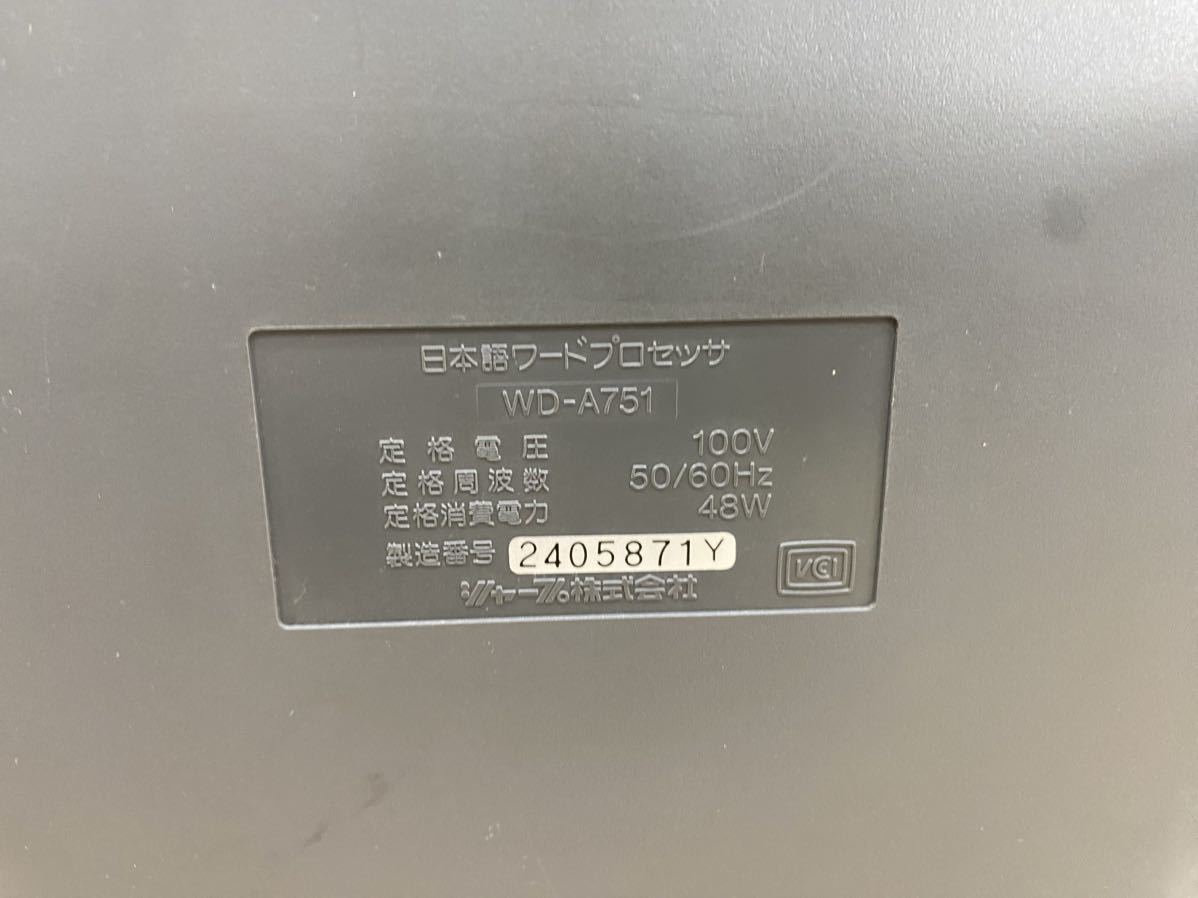 日本語ワードプロセッサ
WD-A751
定格電圧 100V
定格周波数 50/60Hz
定格消費電力 48W
製造番号 2405871Y
シャープ株式会社
VCI